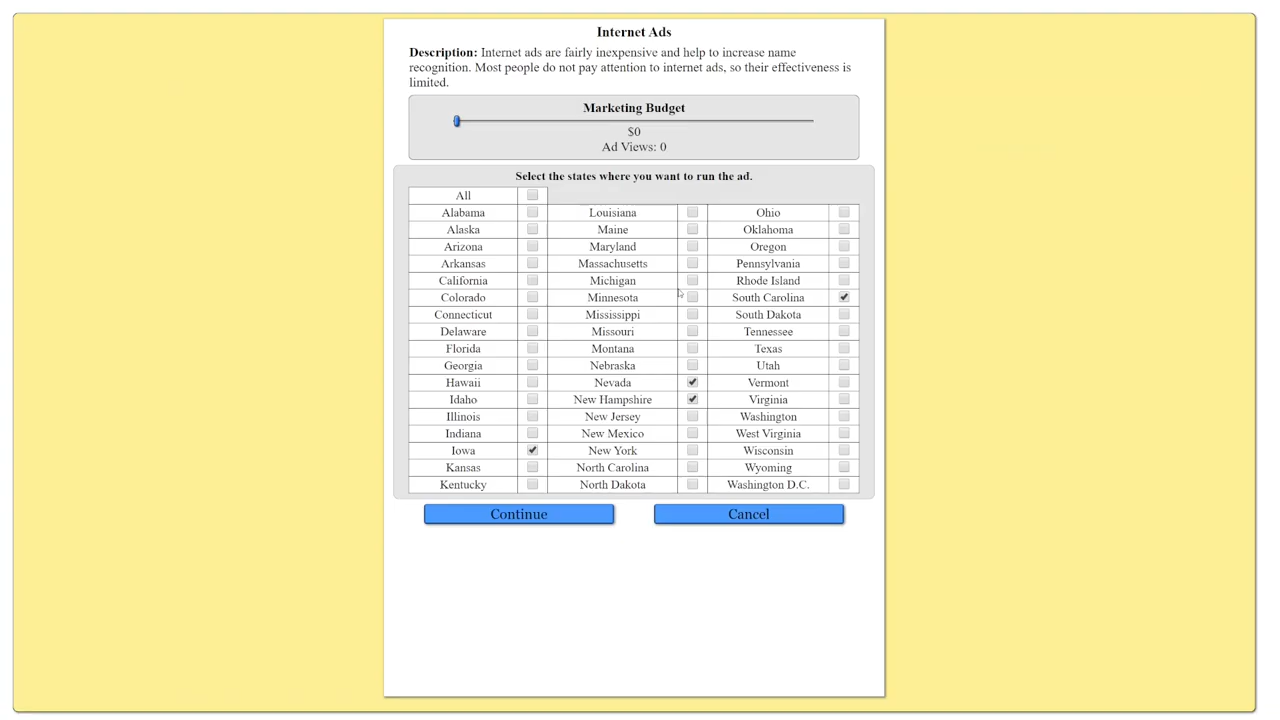 Internet Ads
Description: Internet ads are fairly inexpensive and help to increase name
recognition. Most people do not pay attention to internet ads, so their effectiveness is
limited.
Marketing Budget
$0
Ad Views: 0
Select the states where you want to run the ad.
All
Alabama Louisiana Ohio
Alaska Maine Oklahoma
Arizona Maryland Oregon
Arkansas Massachusetts Pennsylvania
California Michigan Rhode Island
Colorado Minnesota South Carolina
Connecticut Mississippi South Dakota
Delaware Missouri Tennessee
Florida Montana Texas
Georgia Nebraska Utah
Hawaii Nevada Vermont
Idaho New Hampshire Virginia
Illinois New Jersey Washington
Indiana New Mexico West Virginia
Iowa New York Wisconsin
Kansas North Carolina Wyoming
Kentucky North Dakota Washington D.C.
Continue Cancel